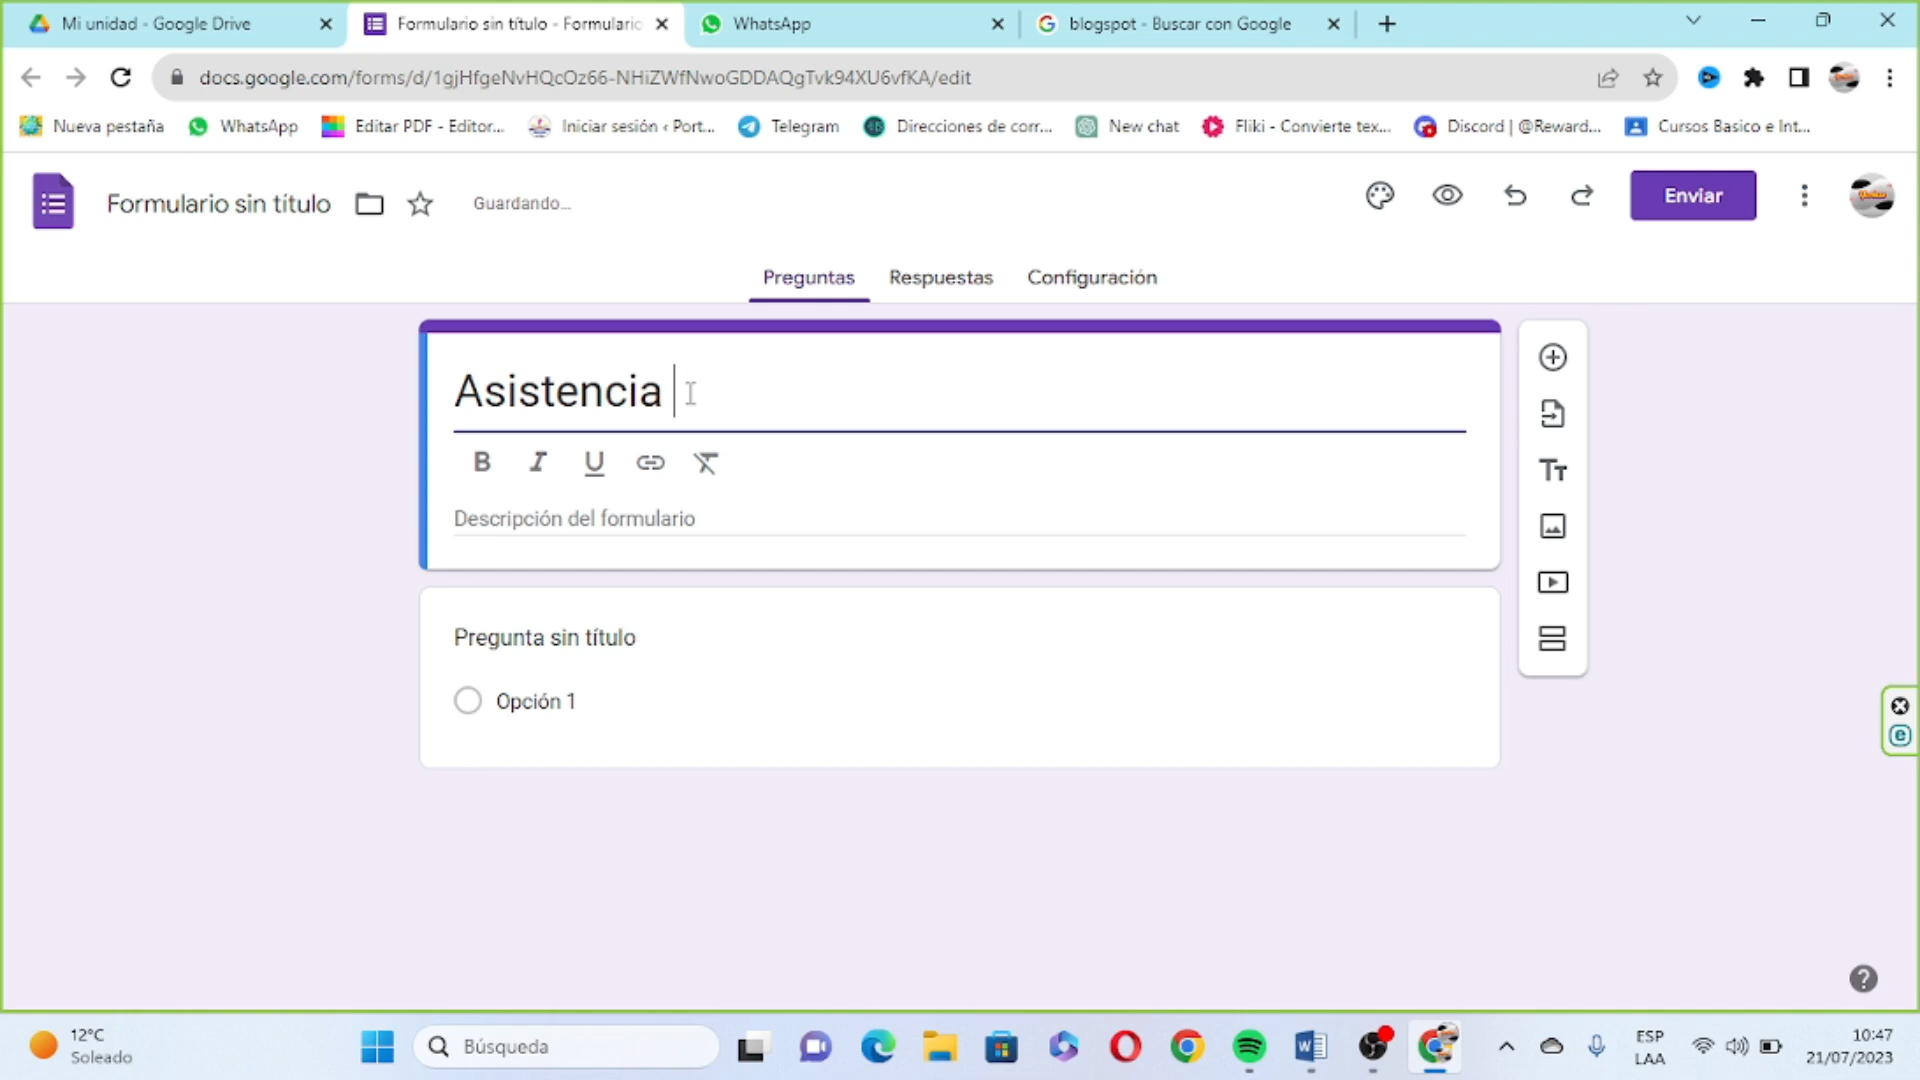 Mi unidad - Google Drive
Formulario sin título - Formulario
WhatsApp
blogspot - Buscar con Google
docs.google.com/forms/d/1gjHfgeNvHQcOz66-NHiZWfNwoGDDAQgTvk94XU6vfKA/edit
Nueva pestaña
WhatsApp
Editar PDF - Editor...
Iniciar sesión ‹ Port...
Telegram
Direcciones de corr...
New chat
Fliki - Convierte tex...
Discord | @Reward...
Cursos Basico e Int...
Formulario sin título
Guardando...
Enviar
Preguntas
Respuestas
Configuración
Asistencia
B I U
Descripción del formulario
Pregunta sin título
Opción 1
12°C
Soleado
Búsqueda
ESP
LAA
10:47
21/07/2023